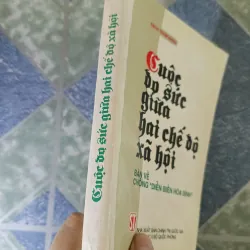 Cuộc
đọ sức
giữa
hai chế độ
xã hội
BÀN VỀ
CHỐNG "DIỄN BIẾN HÒA BÌNH"
Cuộc đọ sức giữa hai chế độ xã hội